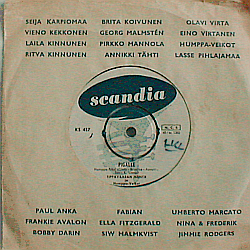 SEIJA KARPIOMAA BRITA KOIVUNEN OLAVI VIRTA
VIENO KEKKONEN GEORG MALMSTÉN EINO VIRTANEN
LAILA KINNUNEN PIRKKO MANNOLA HUMPPA-VEIKOT
RITVA KINNUNEN ANNIKKI TÄHTI LASSE PIHLAJAMAA
scandia
KS 417
PIGALLE
PAUL ANKA FABIAN UMBERTO MARCATO
FRANKIE AVALON ELLA FITZGERALD NINA & FREDERIK
BOBBY DARIN SIW MALMKVIST JIMMIE RODGERS